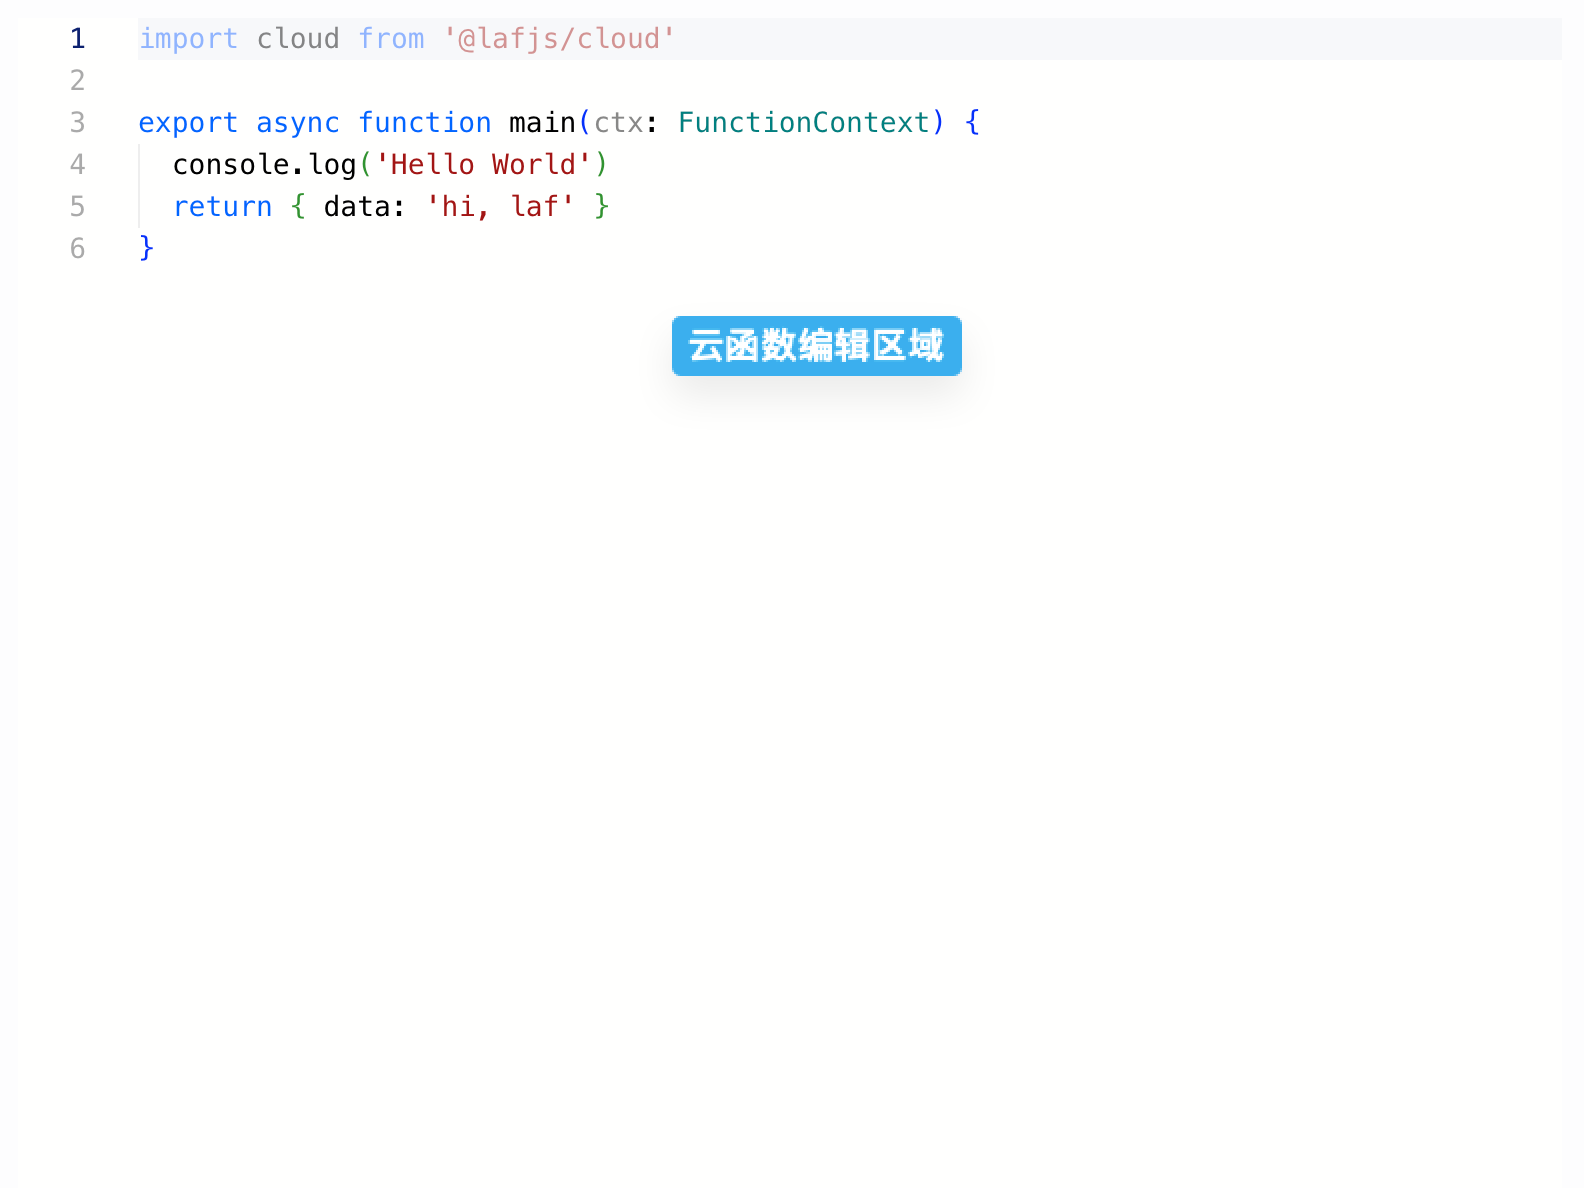 1 import cloud from '@lafjs/cloud'
2
3 export async function main(ctx: FunctionContext) {
4   console.log('Hello World')
5   return { data: 'hi, laf' }
6 }
云函数编辑区域